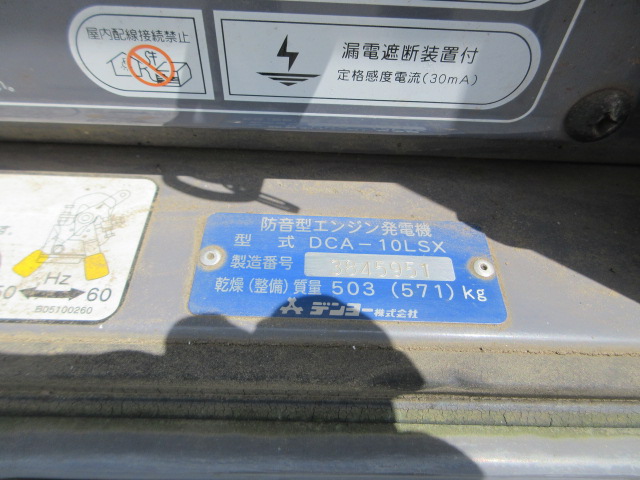 屋内配線接続禁止
漏電遮断装置付
定格感度電流(30mA)
防音型エンジン発電機
型式 DCA-10LSX
製造番号
乾燥(整備)質量 503 (571)kg
デンヨー株式会社
Hz
60
BD5100260